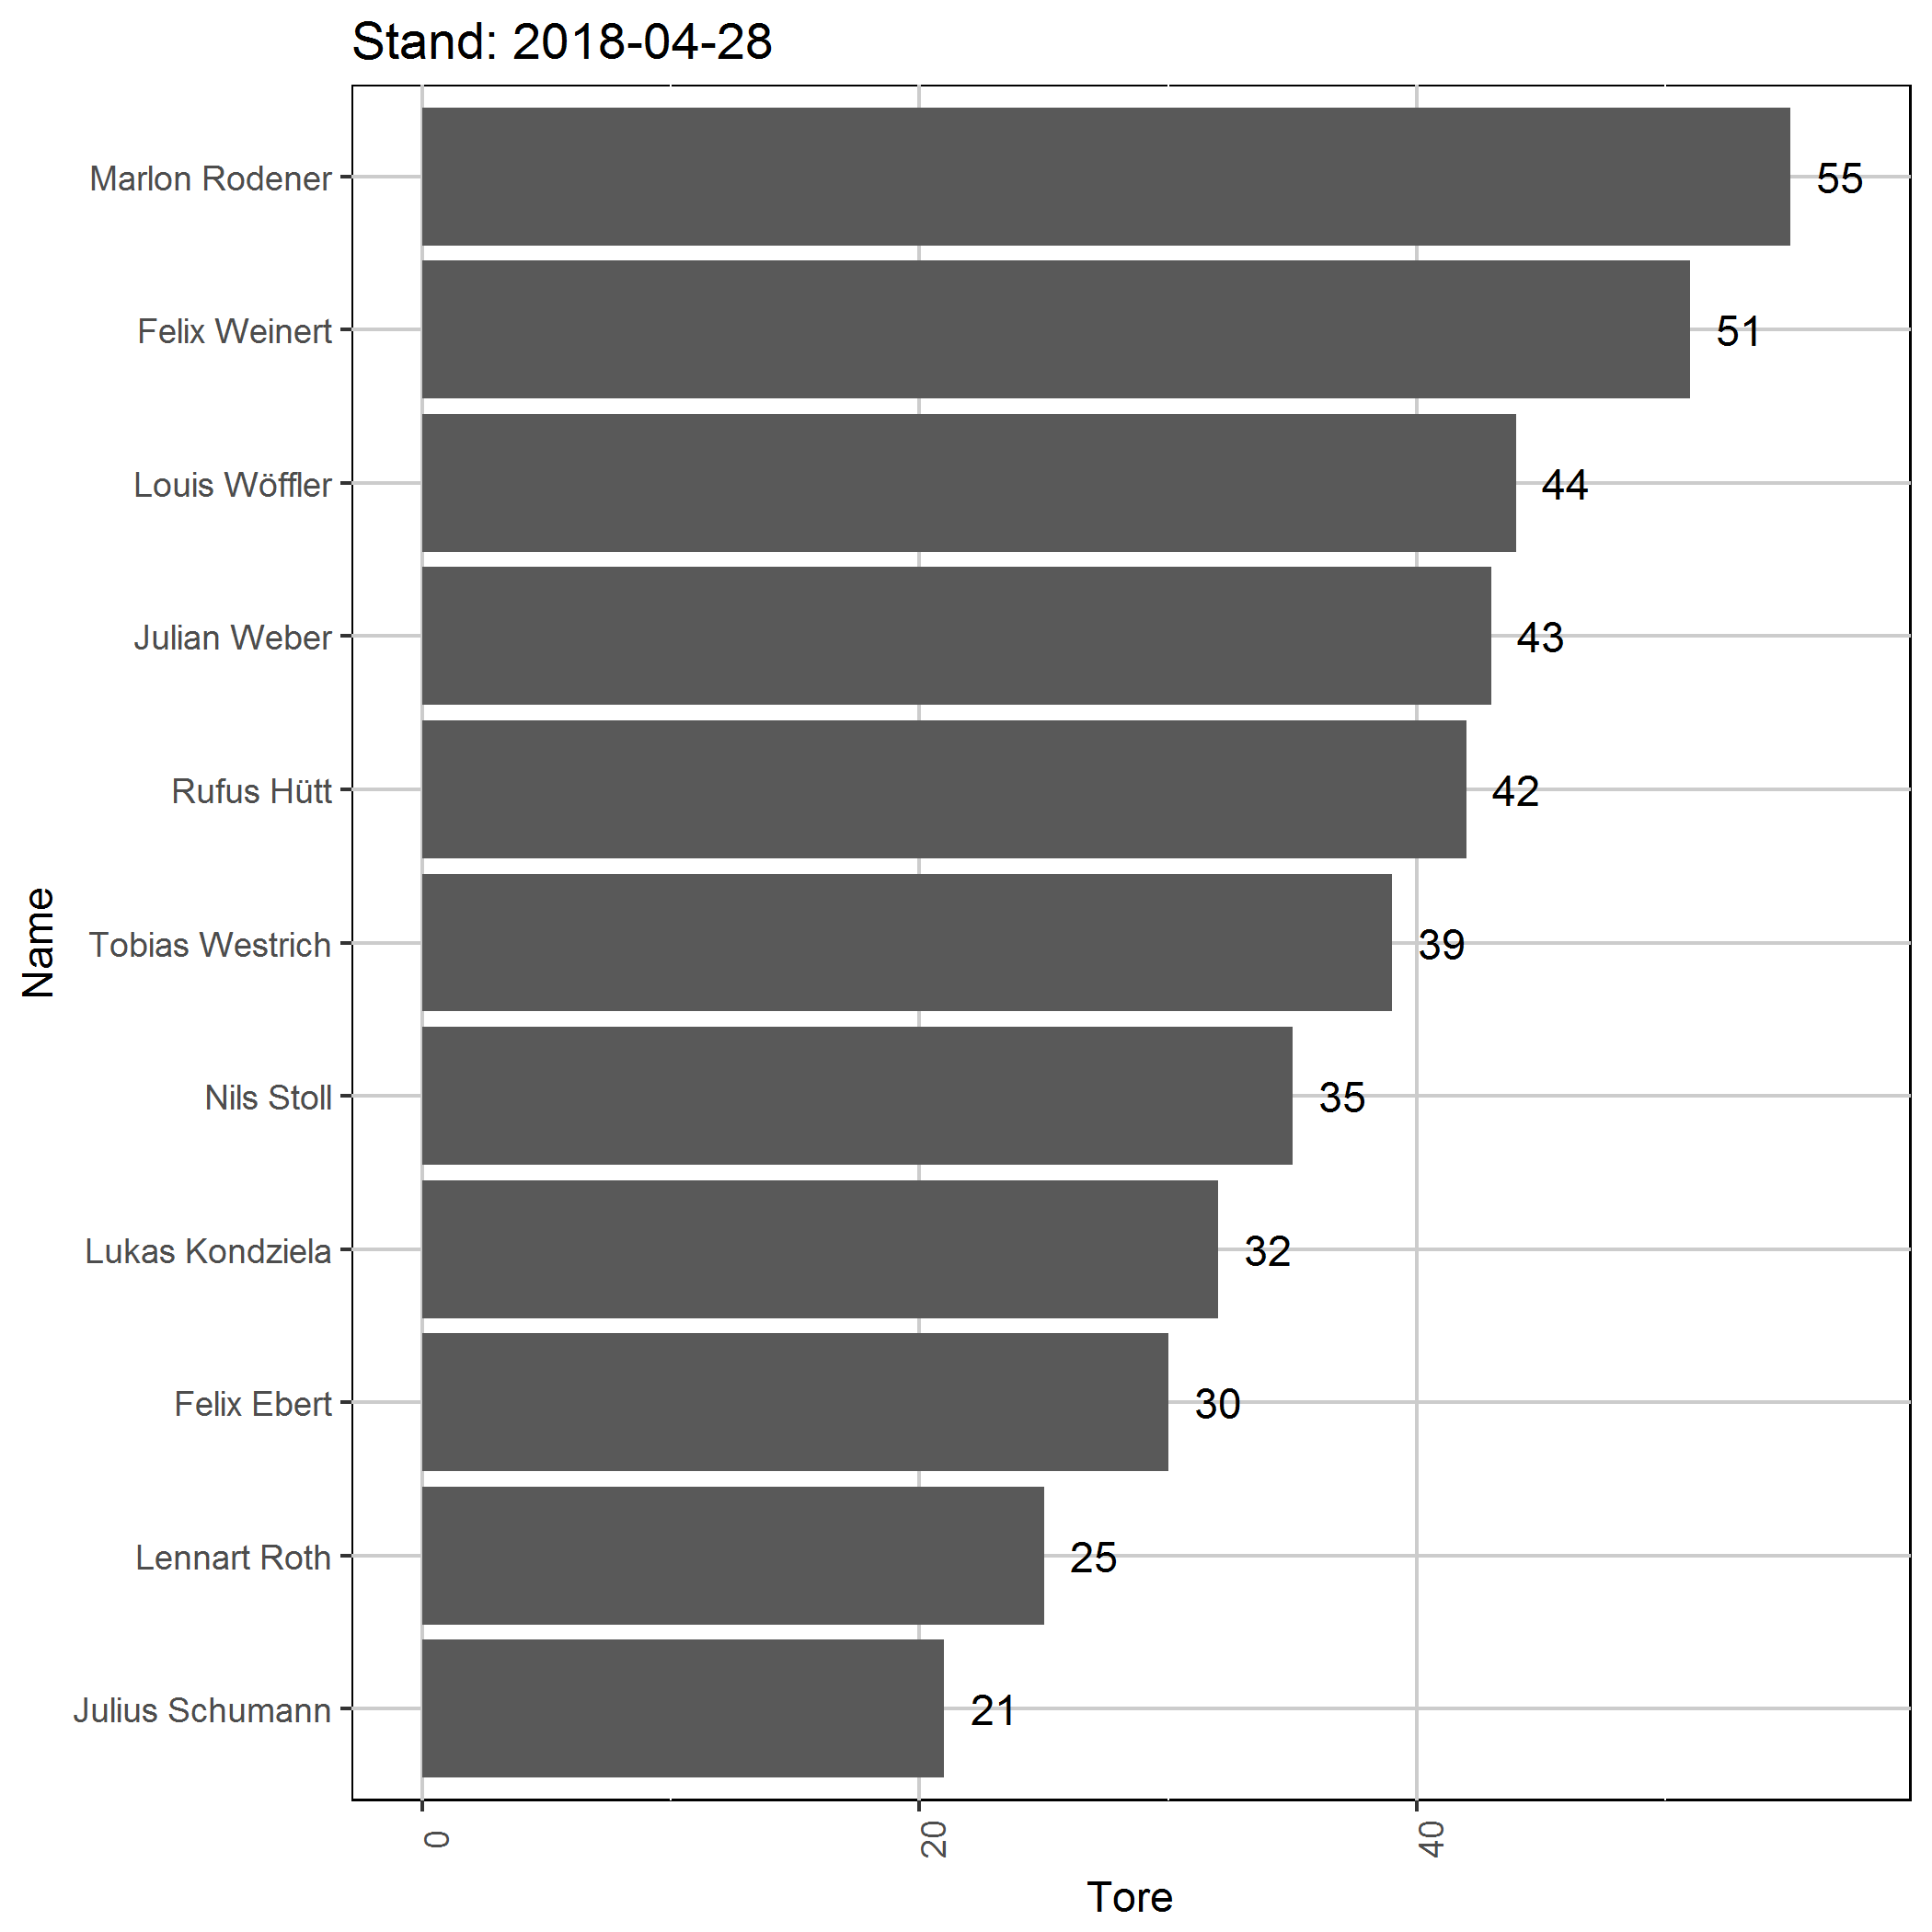 Stand: 2018-04-28
Marlon Rodener 55
Felix Weinert 51
Louis Wöffler 44
Julian Weber 43
Rufus Hütt 42
Tobias Westrich 39
Nils Stoll 35
Lukas Kondziela 32
Felix Ebert 30
Lennart Roth 25
Julius Schumann 21
Name
0 20 40
Tore